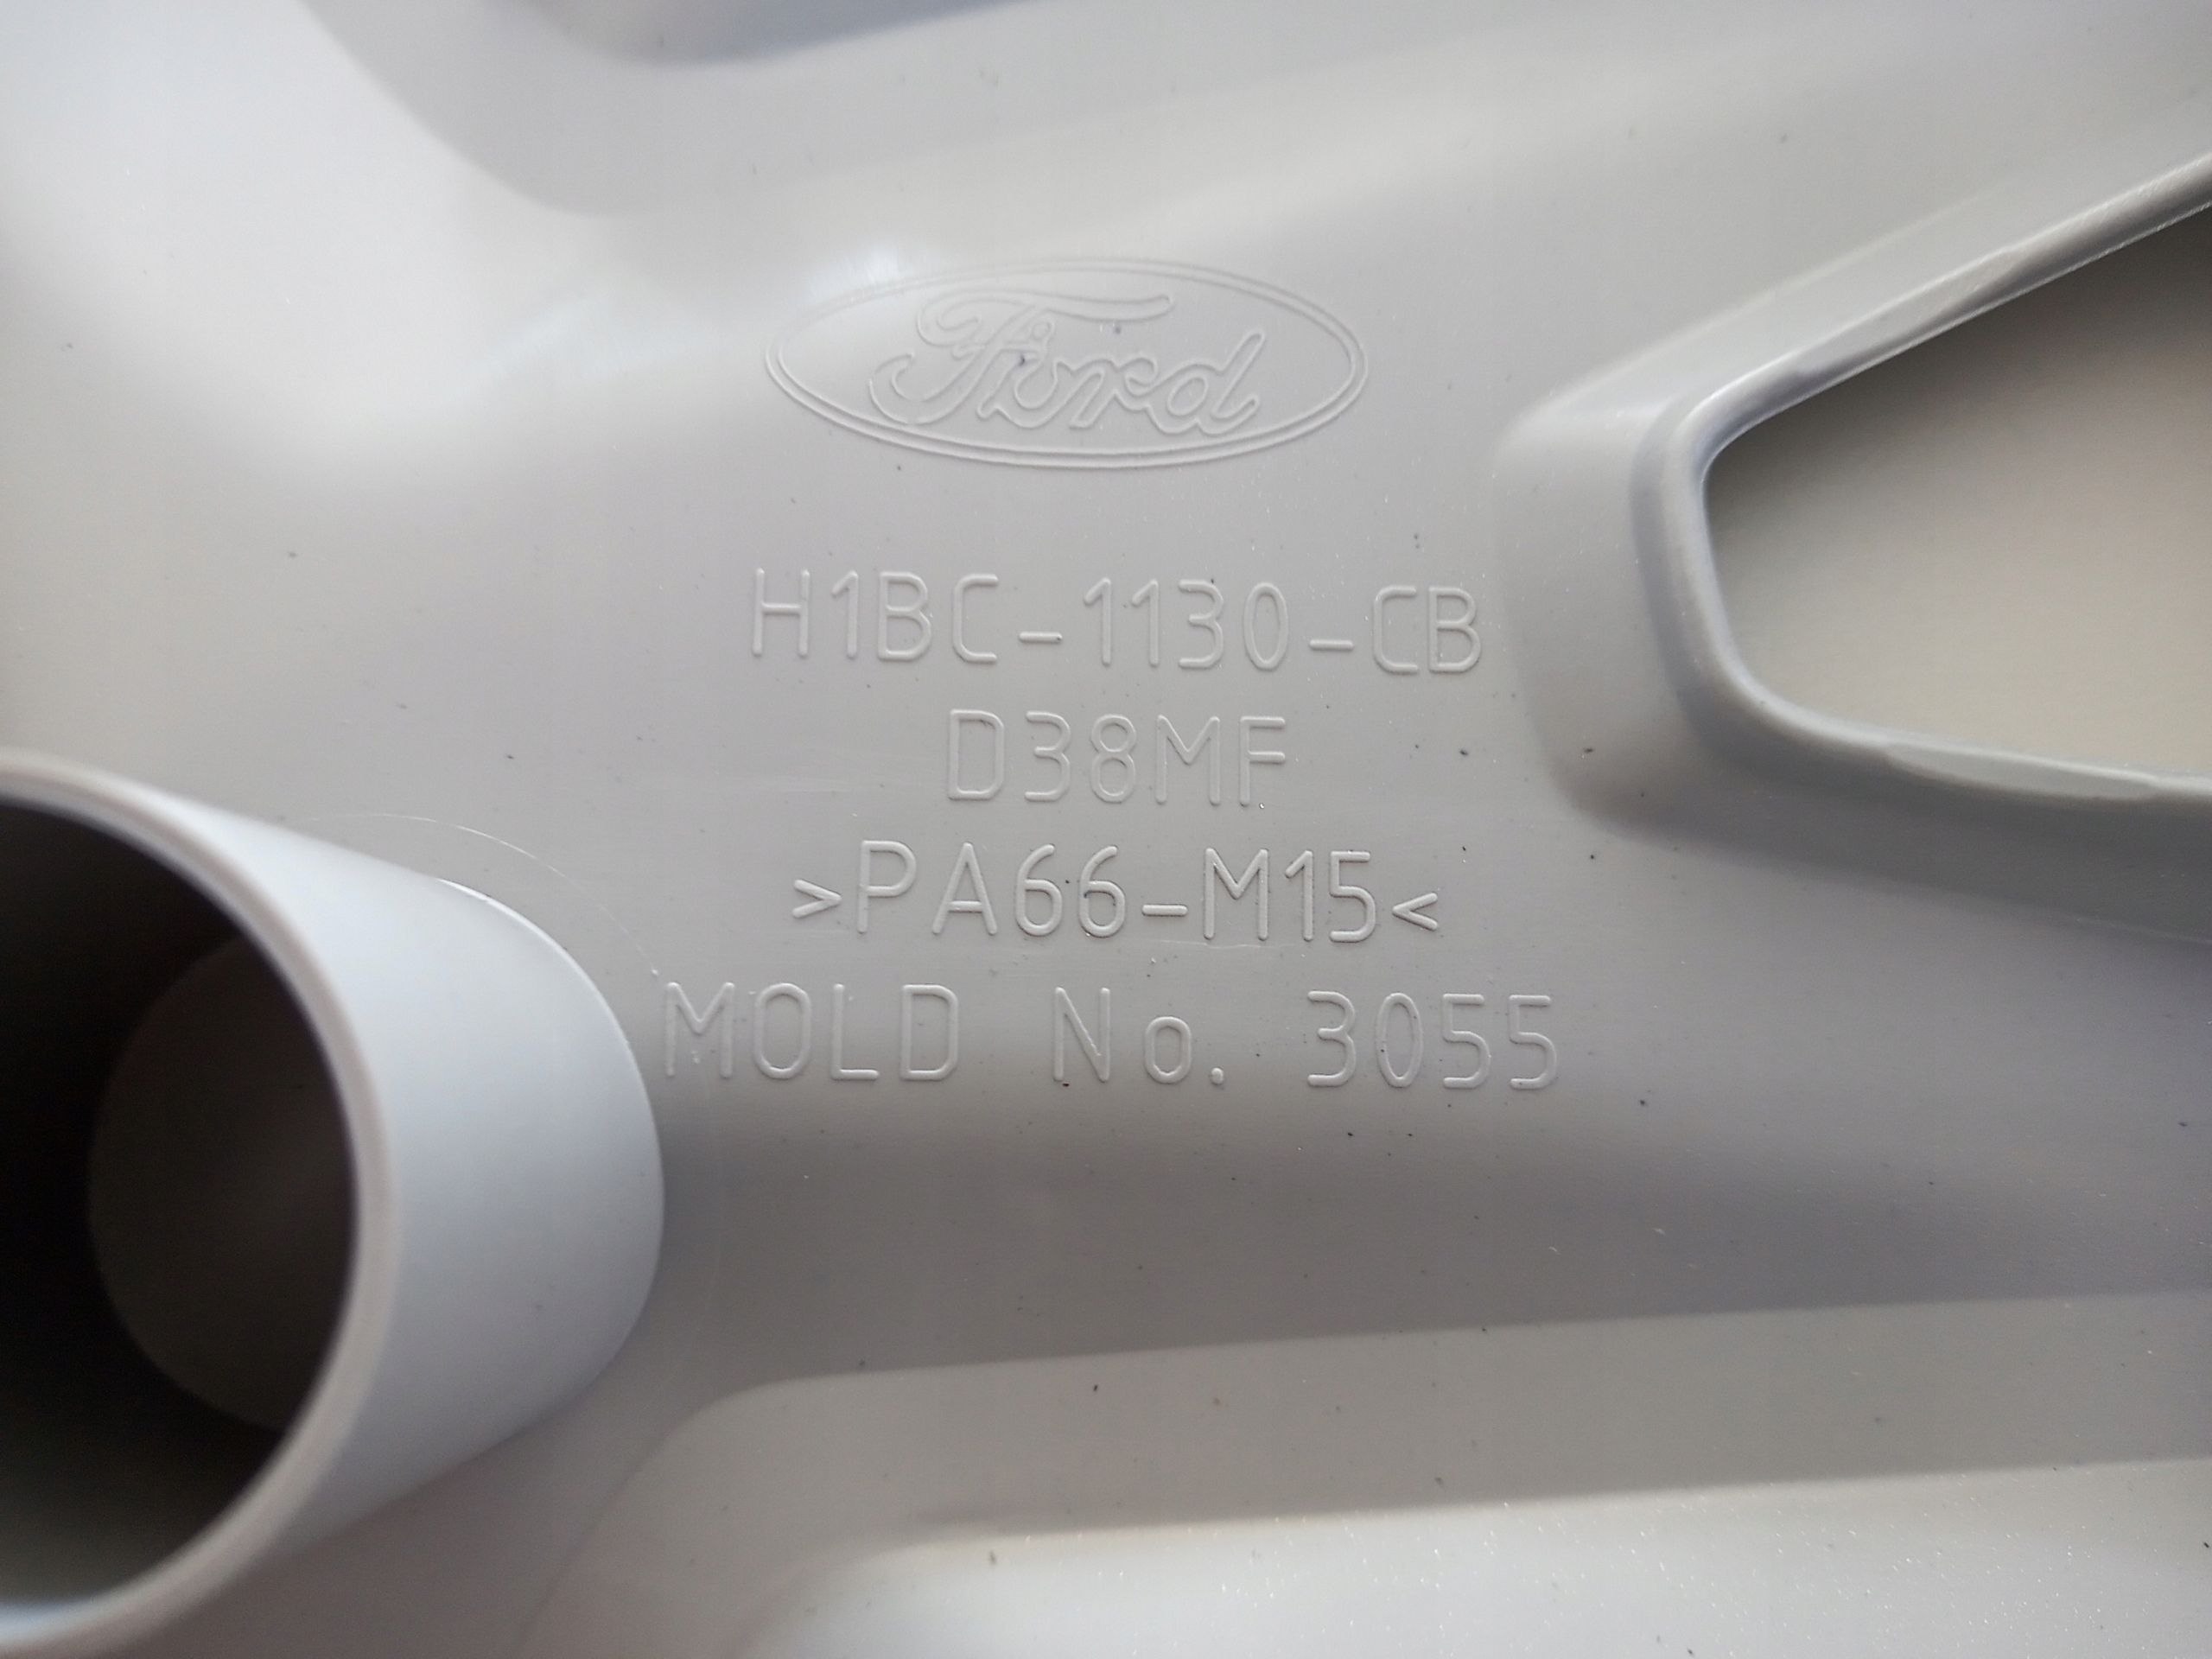 Ford
H1BC-1130-CB
D38MF
>PA66-M15<
MOLD No. 3055